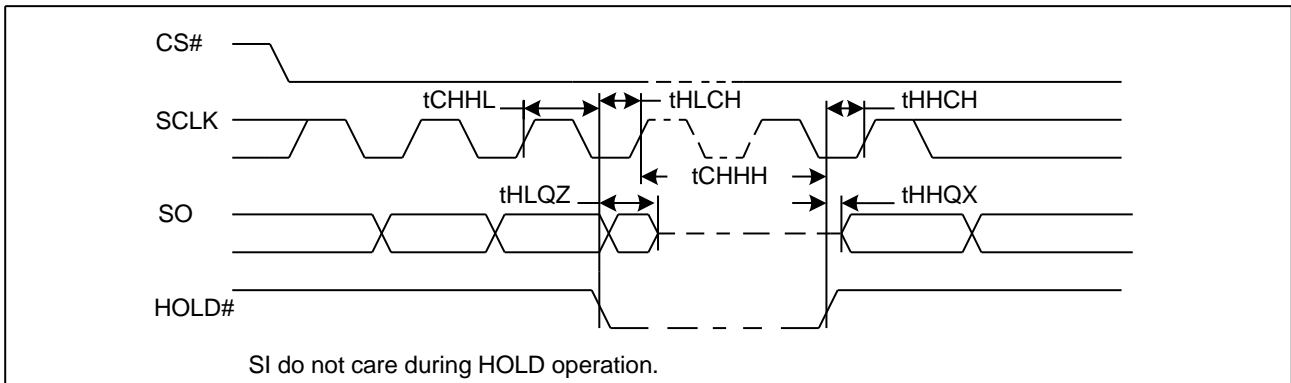 CS#
tCHHL
tHLCH
tHHCH
SCLK
tCHHH
tHLQZ
tHHQX
SO
HOLD#
SI do not care during HOLD operation.